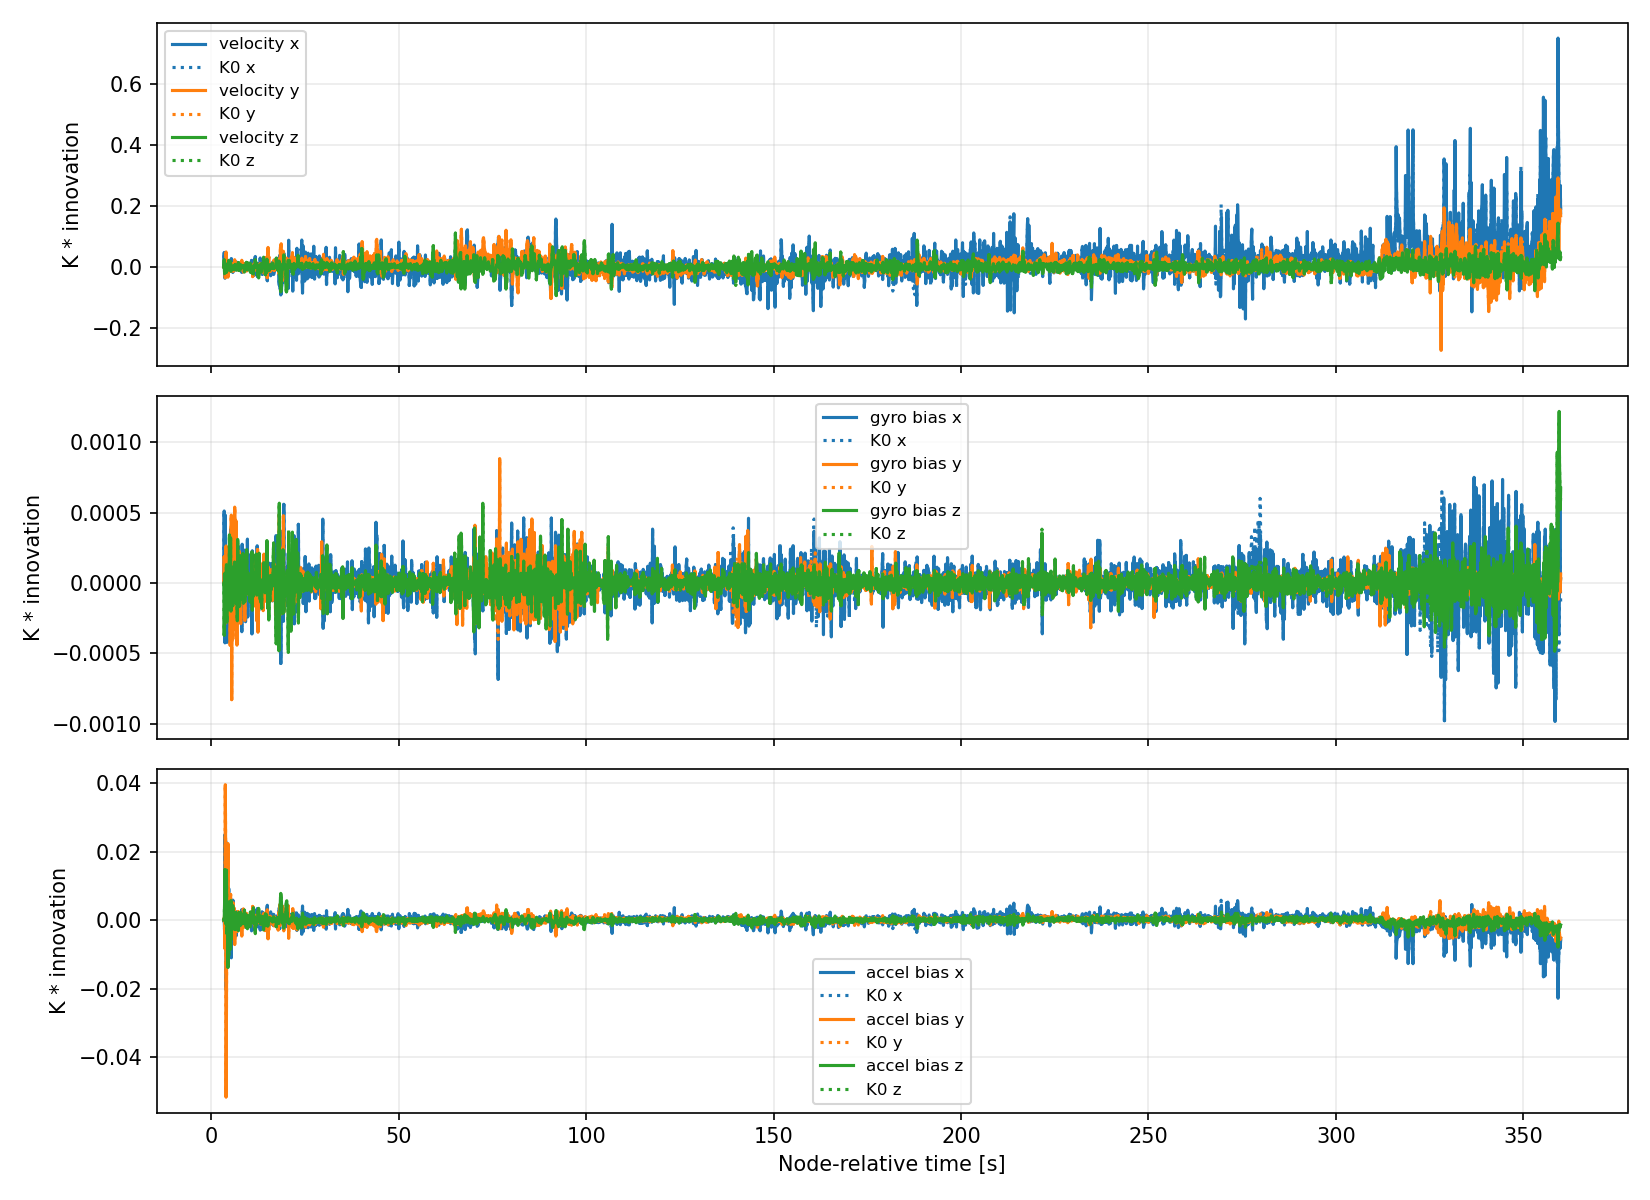 K * innovation
0.6
0.4
0.2
0.0
−0.2
velocity x
K0 x
velocity y
K0 y
velocity z
K0 z
K * innovation
0.0010
0.0005
0.0000
−0.0005
−0.0010
gyro bias x
K0 x
gyro bias y
K0 y
gyro bias z
K0 z
K * innovation
0.04
0.02
0.00
−0.02
−0.04
accel bias x
K0 x
accel bias y
K0 y
accel bias z
K0 z
0 50 100 150 200 250 300 350
Node-relative time [s]